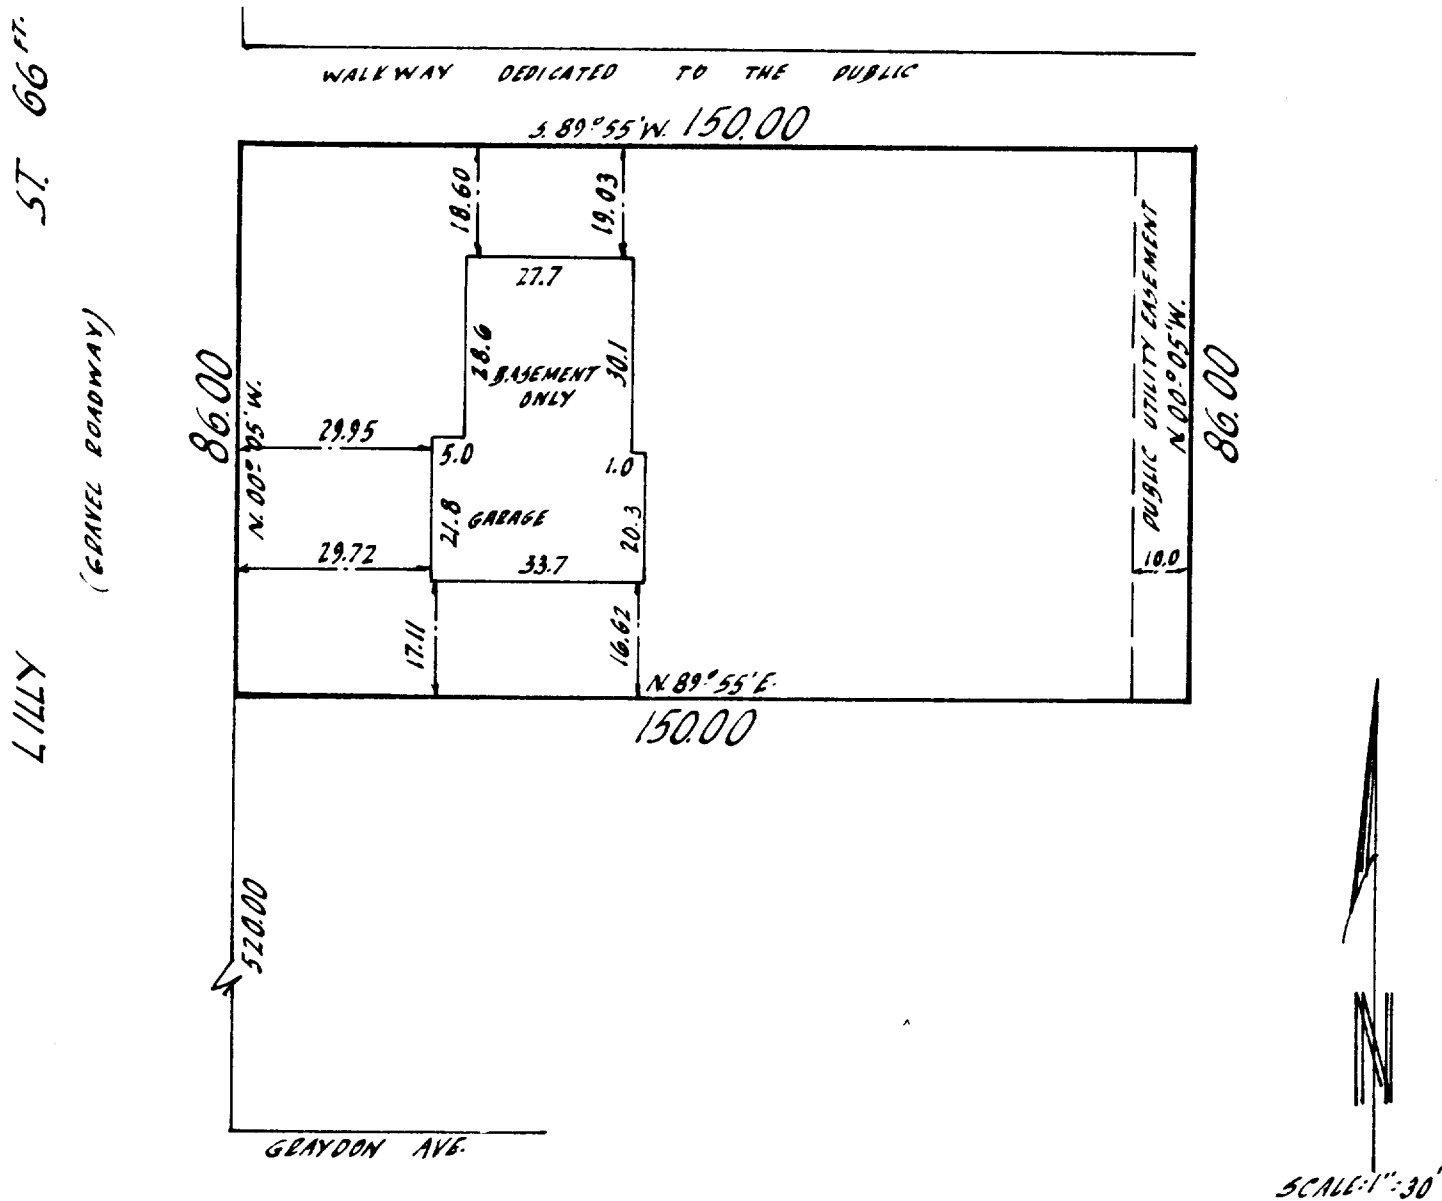 WALKWAY DEDICATED TO THE PUBLIC
S. 89° 55' W. 150.00
LILLY ST. 66 FT.
(GRAVEL ROADWAY)
86.00
N. 00° 05' W.
18.60
19.03
27.7
28.6
30.1
BASEMENT
ONLY
29.95
5.0
1.0
21.8
GARAGE
20.3
29.72
33.7
17.11
16.62
PUBLIC UTILITY EASEMENT
N. 00° 05' W.
86.00
10.0
N. 89° 55' E.
150.00
520.00
GRAYDON AVE.
N
SCALE: 1" = 30'